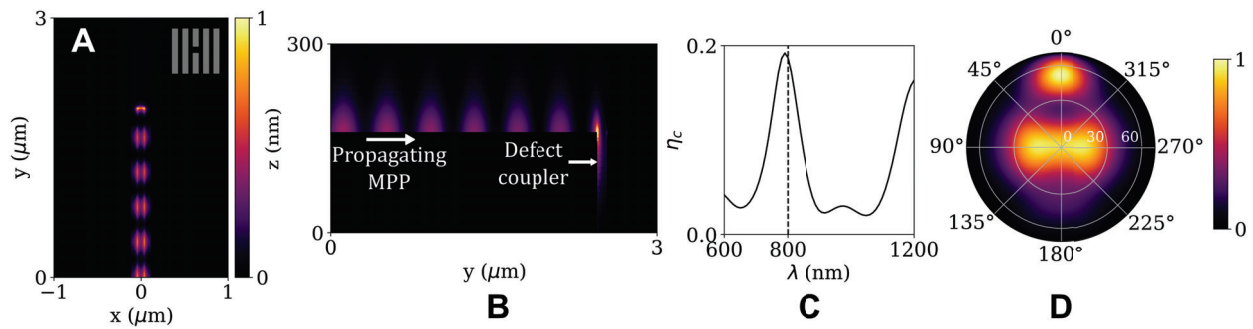 A
3
0
y (μm)
−1
0
1
x (μm)
1
0
z (nm)
300
0
Propagating
MPP
Defect
coupler
0
3
y (μm)
B
0.2
0.0
ηc
600
800
1200
λ (nm)
C
0°
45°
315°
90°
0
30
60
270°
135°
225°
180°
1
0
D